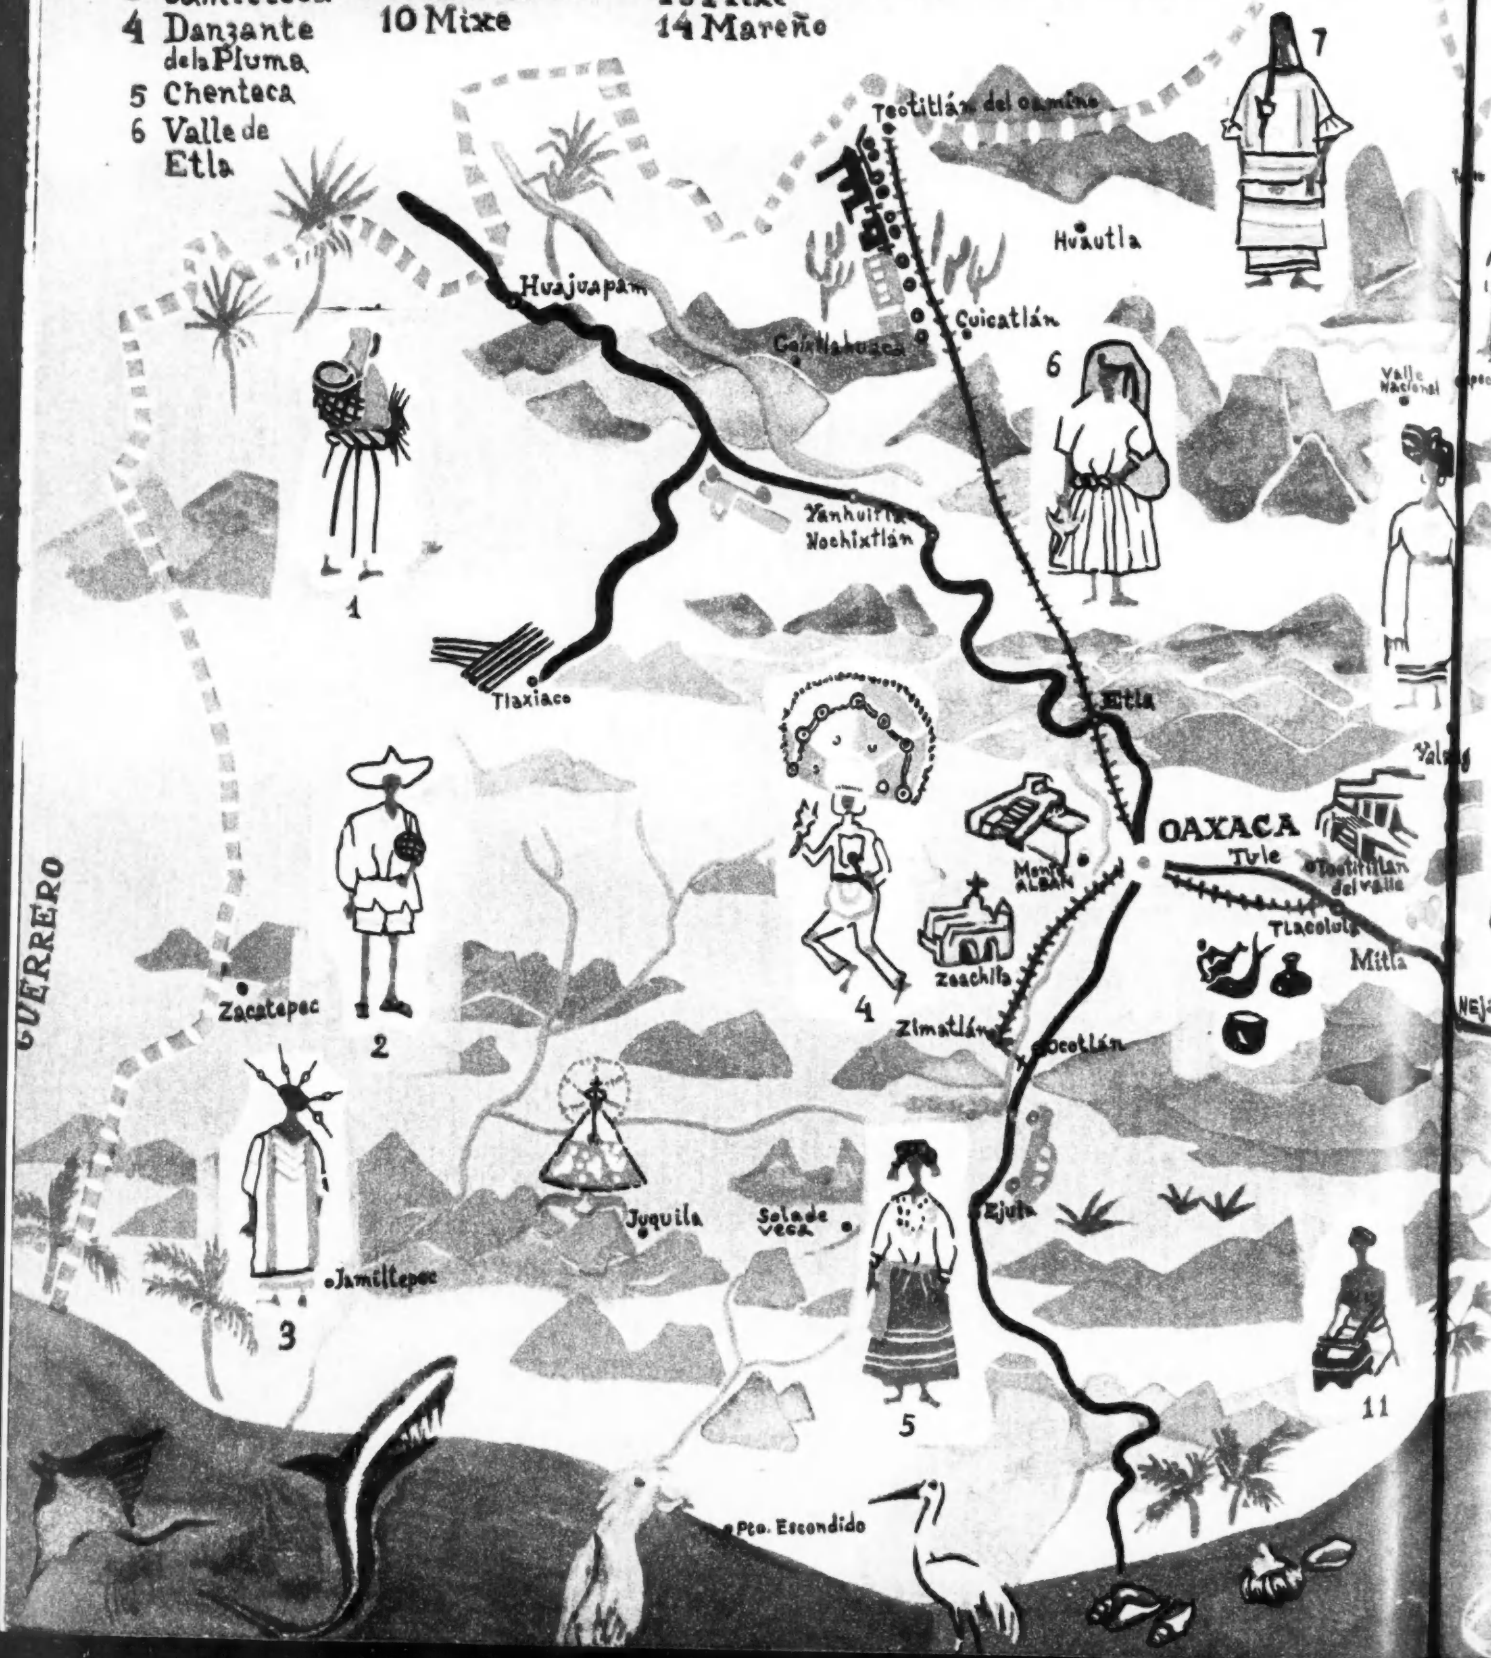 4 Danzante
de la Pluma
5 Chenteca
6 Valle de
Etla
10 Mixe
14 Mareño
7
Teotitlán del Camino
Huautla
Huajuapam
Cuicatlán
Coixtlahuaca
6
Valle
Nacional
Yanhuitlán
Nochixtlán
1
Tlaxiaco
Etla
OAXACA
Tule
Monte
ALBAN
Teotitlan
del valle
Tlacolula
Mitla
Zaachila
GUERRERO
Zacatepec
2
4
Zimatlán
Ocotlán
Juquila
Sola de
Vega
Ejutla
Jamiltepec
3
5
11
Pto. Escondido